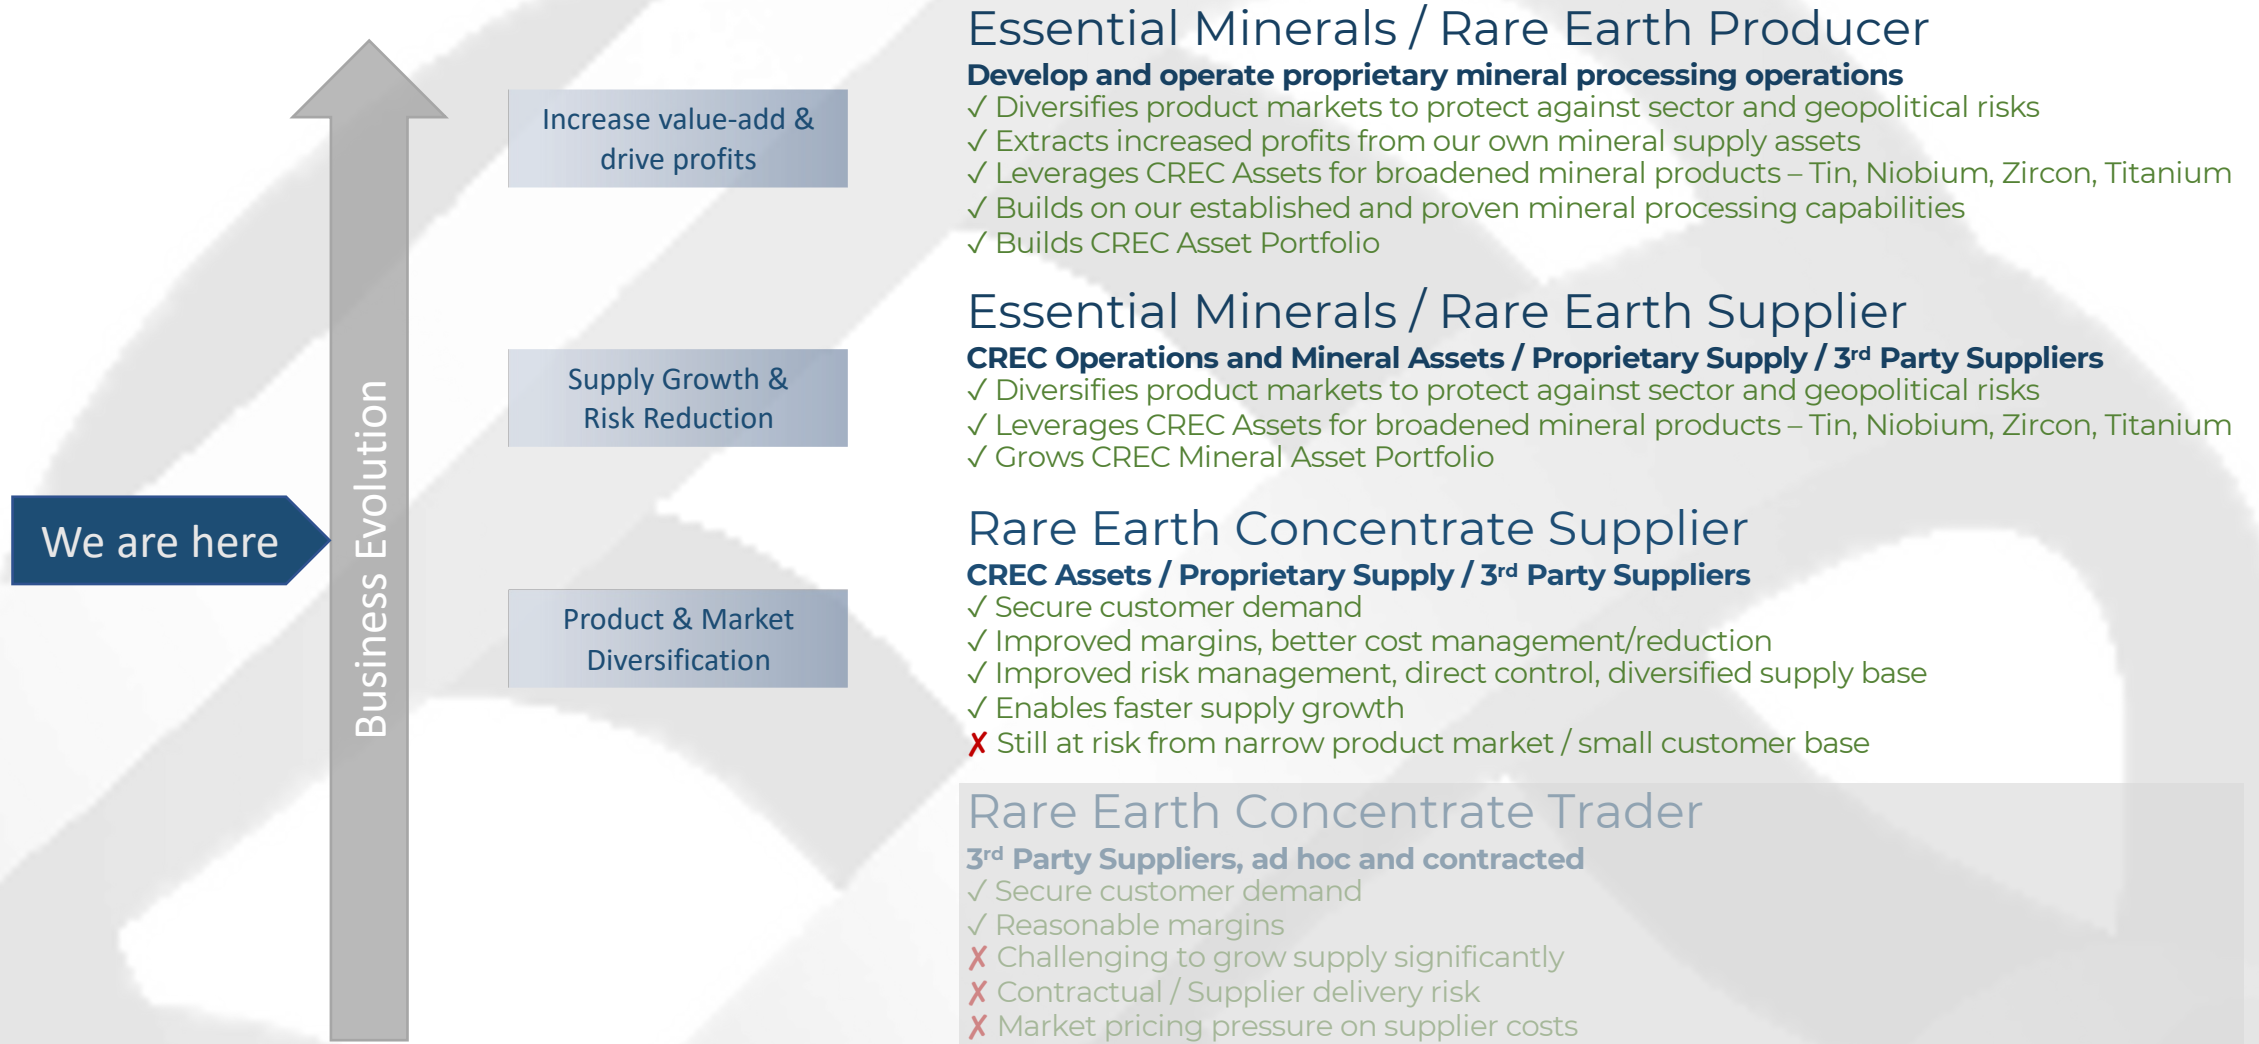 Essential Minerals / Rare Earth Producer
Develop and operate proprietary mineral processing operations
✓ Diversifies product markets to protect against sector and geopolitical risks
✓ Extracts increased profits from our own mineral supply assets
✓ Leverages CREC Assets for broadened mineral products – Tin, Niobium, Zircon, Titanium
✓ Builds on our established and proven mineral processing capabilities
✓ Builds CREC Asset Portfolio
Increase value-add &
drive profits
Essential Minerals / Rare Earth Supplier
CREC Operations and Mineral Assets / Proprietary Supply / 3rd Party Suppliers
✓ Diversifies product markets to protect against sector and geopolitical risks
✓ Leverages CREC Assets for broadened mineral products – Tin, Niobium, Zircon, Titanium
✓ Grows CREC Mineral Asset Portfolio
Supply Growth &
Risk Reduction
We are here
Business Evolution
Rare Earth Concentrate Supplier
CREC Assets / Proprietary Supply / 3rd Party Suppliers
✓ Secure customer demand
✓ Improved margins, better cost management/reduction
✓ Improved risk management, direct control, diversified supply base
✓ Enables faster supply growth
✗ Still at risk from narrow product market / small customer base
Product & Market
Diversification
Rare Earth Concentrate Trader
3rd Party Suppliers, ad hoc and contracted
✓ Secure customer demand
✓ Reasonable margins
✗ Challenging to grow supply significantly
✗ Contractual / Supplier delivery risk
✗ Market pricing pressure on supplier costs